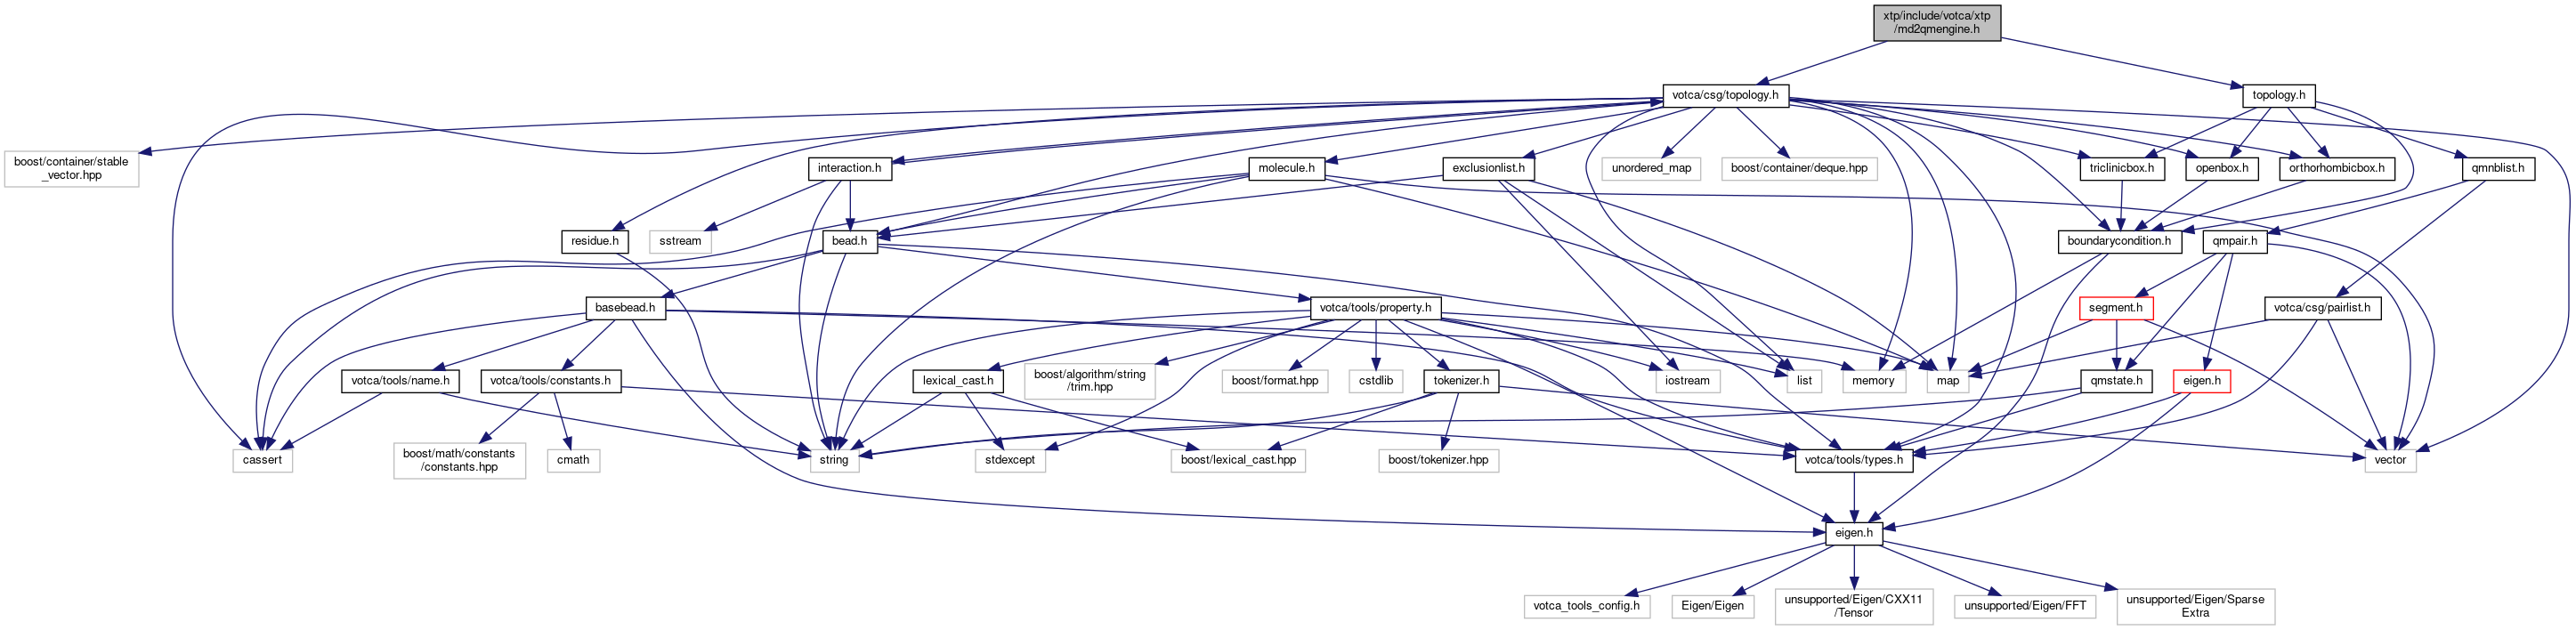 xtp/include/votca/xtp
/md2qmengine.h
votca/csg/topology.h
topology.h
boost/container/stable
_vector.hpp
interaction.h
molecule.h
exclusionlist.h
unordered_map
boost/container/deque.hpp
triclinicbox.h
openbox.h
orthorhombicbox.h
qmnblist.h
residue.h
sstream
bead.h
boundarycondition.h
qmpair.h
basebead.h
votca/tools/property.h
segment.h
votca/csg/pairlist.h
votca/tools/name.h
votca/tools/constants.h
lexical_cast.h
boost/algorithm/string
/trim.hpp
boost/format.hpp
cstdlib
tokenizer.h
iostream
list
memory
map
qmstate.h
eigen.h
cassert
boost/math/constants
/constants.hpp
cmath
string
stdexcept
boost/lexical_cast.hpp
boost/tokenizer.hpp
votca/tools/types.h
vector
eigen.h
votca_tools_config.h
Eigen/Eigen
unsupported/Eigen/CXX11
/Tensor
unsupported/Eigen/FFT
unsupported/Eigen/Sparse
Extra